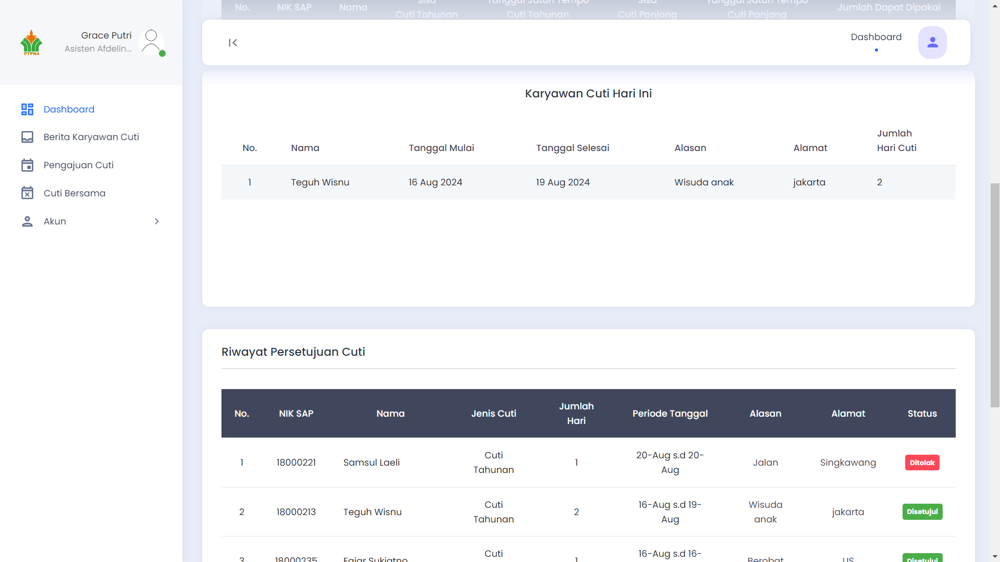 Grace Putri
Asisten Afdelin...
PTPN4
Dashboard
Berita Karyawan Cuti
Pengajuan Cuti
Cuti Bersama
Akun
No. NIK SAP Nama Sisa Tanggal Jatuh Tempo Sisa Tanggal Jatuh Tempo Jumlah Dapat Dipakai
Cuti Tahunan Cuti Tahunan Cuti Panjang Cuti Panjang
Dashboard
Karyawan Cuti Hari Ini
Jumlah
No. Nama Tanggal Mulai Tanggal Selesai Alasan Alamat Hari Cuti
1 Teguh Wisnu 16 Aug 2024 19 Aug 2024 Wisuda anak jakarta 2
Riwayat Persetujuan Cuti
Jumlah
No. NIK SAP Nama Jenis Cuti Hari Periode Tanggal Alasan Alamat Status
Cuti 20-Aug s.d 20-
1 18000221 Samsul Laeli Tahunan 1 Aug Jalan Singkawang Ditolak
Cuti 16-Aug s.d 19- Wisuda
2 18000213 Teguh Wisnu Tahunan 2 Aug anak jakarta Disetujui
Cuti 16-Aug s.d 16-
3 18000235 Fajar Sukiatno 1 Berobat US Disetujui